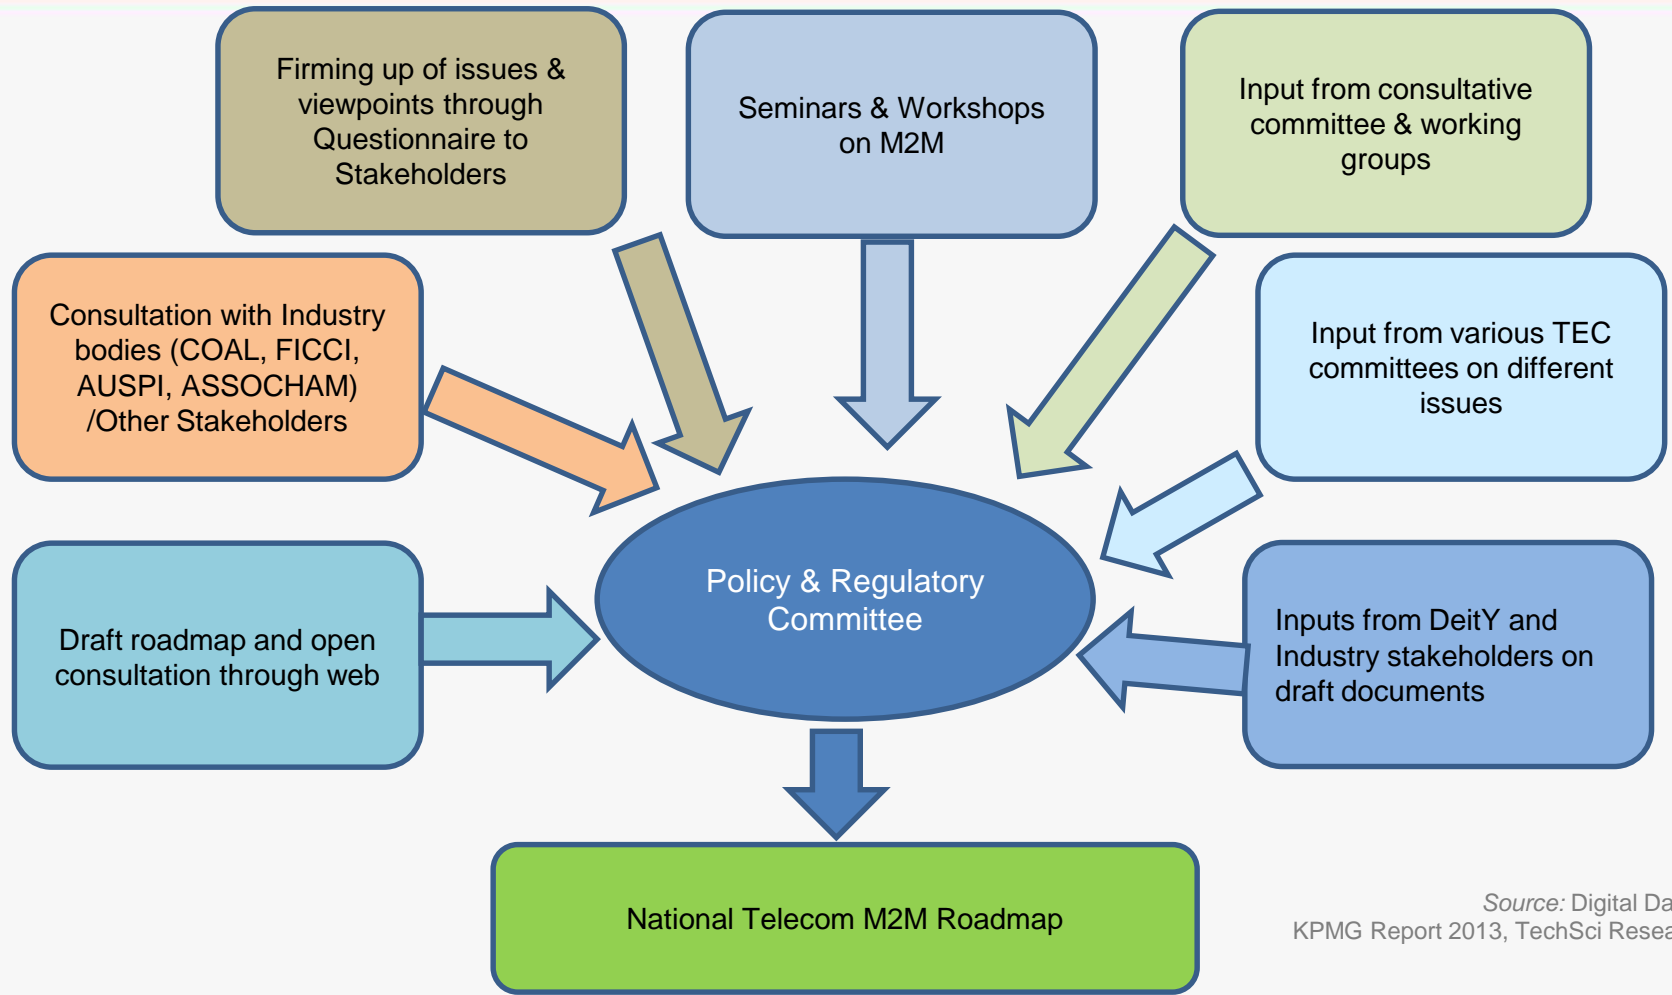 Firming up of issues &
viewpoints through
Questionnaire to
Stakeholders
Seminars & Workshops
on M2M
Input from consultative
committee & working
groups
Consultation with Industry
bodies (COAL, FICCI,
AUSPI, ASSOCHAM)
/Other Stakeholders
Input from various TEC
committees on different
issues
Policy & Regulatory
Committee
Draft roadmap and open
consultation through web
Inputs from DeitY and
Industry stakeholders on
draft documents
National Telecom M2M Roadmap
Source: Digital
KPMG Report 2013, TechSci